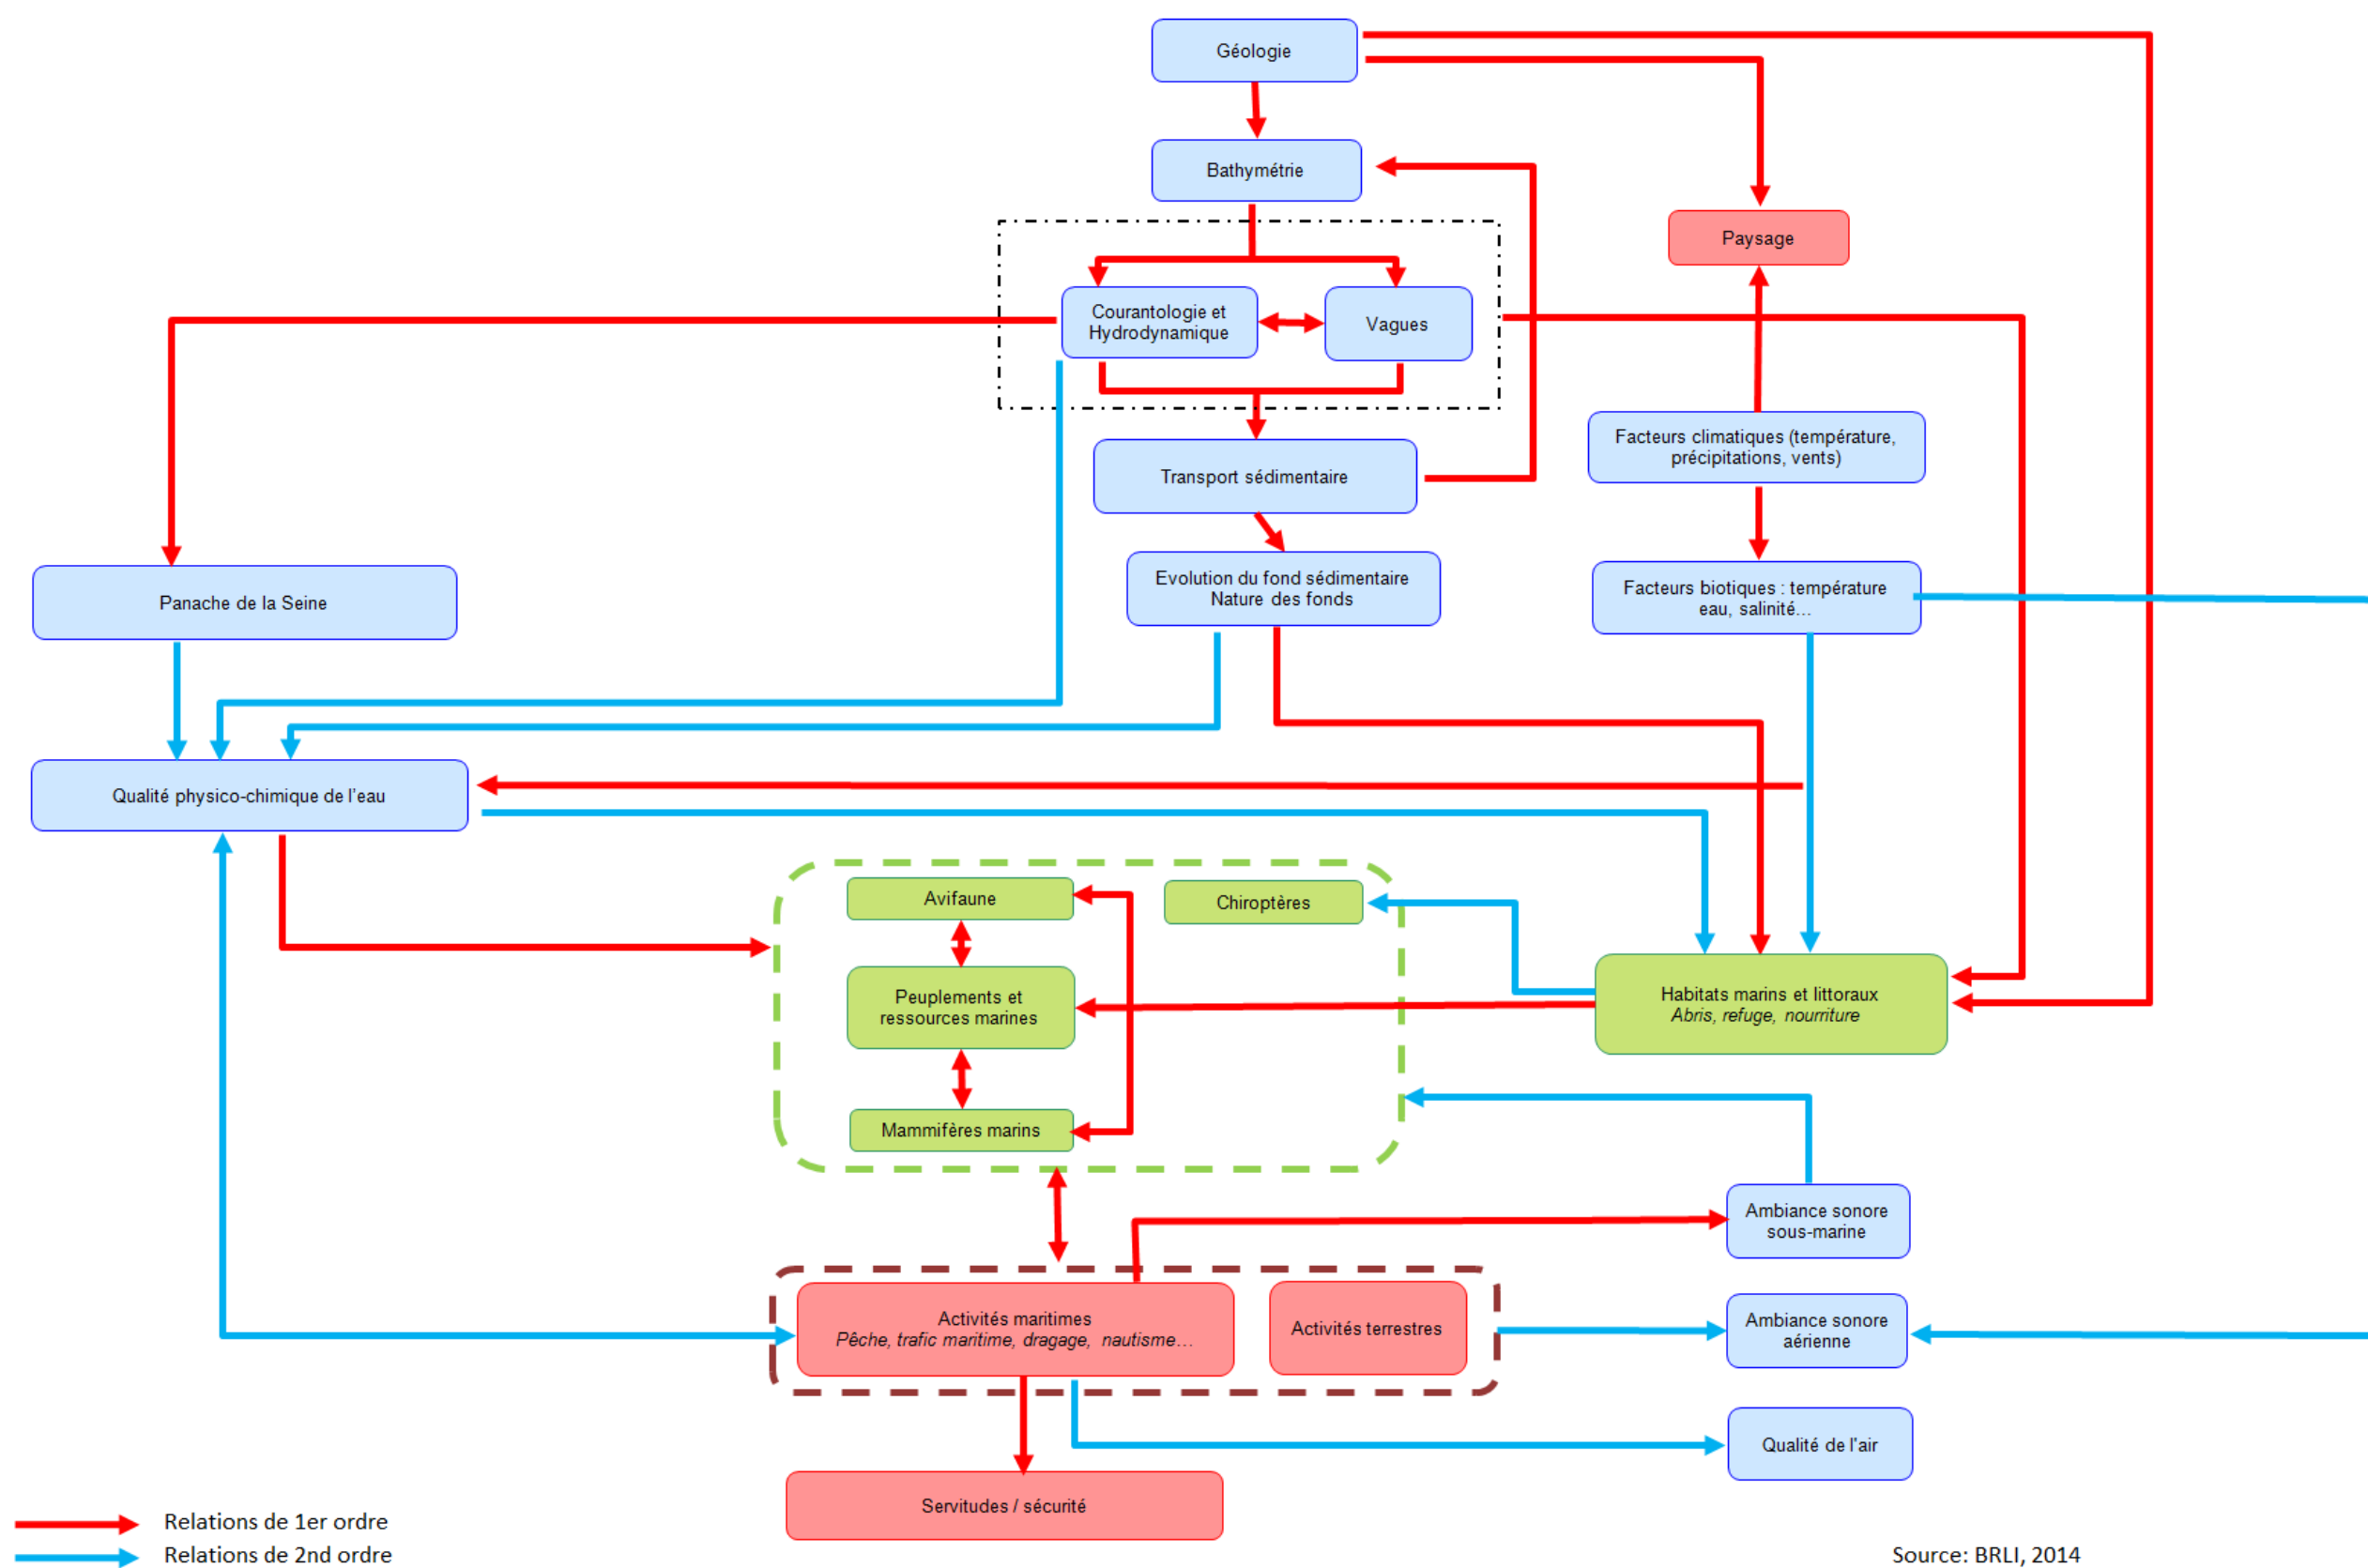 Géologie
Bathymétrie
Paysage
Courantologie et
Hydrodynamique
Vagues
Facteurs climatiques (température,
précipitations, vents)
Transport sédimentaire
Evolution du fond sédimentaire
Nature des fonds
Facteurs biotiques : température
eau, salinité...
Panache de la Seine
Qualité physico-chimique de l'eau
Avifaune
Chiroptères
Peuplements et
ressources marines
Habitats marins et littoraux
Abris, refuge, nourriture
Mammifères marins
Ambiance sonore
sous-marine
Activités maritimes
Pêche, trafic maritime, dragage, nautisme...
Activités terrestres
Ambiance sonore
aérienne
Qualité de l'air
Servitudes / sécurité
Relations de 1er ordre
Relations de 2nd ordre
Source: BRLI, 2014